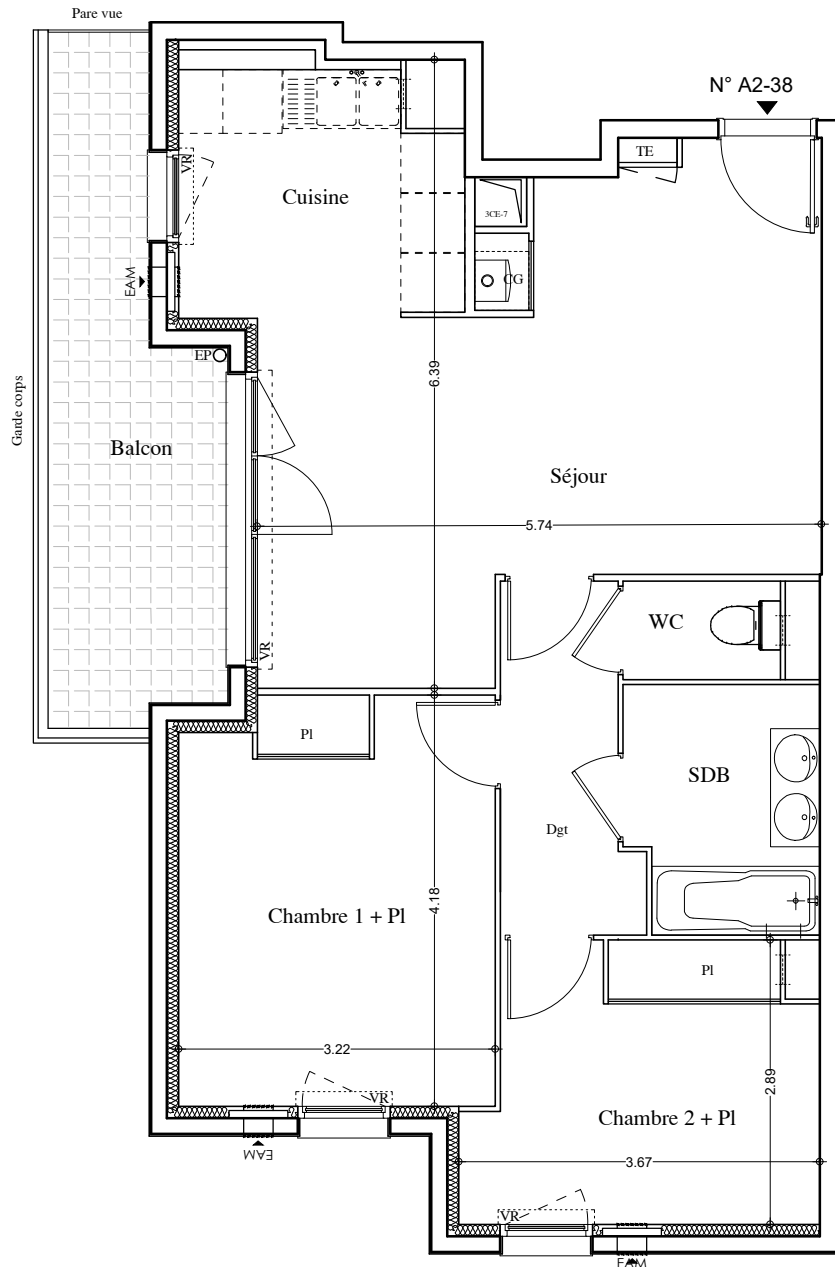 Pare vue
N° A2-38
TE
VR
Cuisine
3CE-7
CG
EAM
EP
6.39
Garde corps
Balcon
Séjour
5.74
WC
VR
Pl
SDB
Dgt
4.18
Chambre 1 + Pl
Pl
3.22
2.89
VR
Chambre 2 + Pl
EAM
3.67
VR
EAM